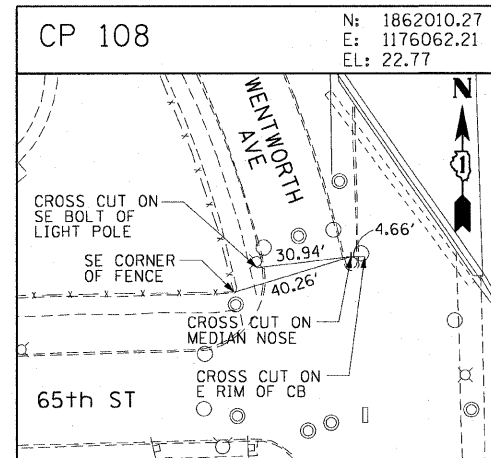 CP 108
N: 1862010.27
E: 1176062.21
EL: 22.77
N
1
WENTWORTH
AVE
CROSS CUT ON
SE BOLT OF
LIGHT POLE
4.66'
30.94'
SE CORNER
OF FENCE
40.26'
CROSS CUT ON
MEDIAN NOSE
CROSS CUT ON
E RIM OF CB
65th ST